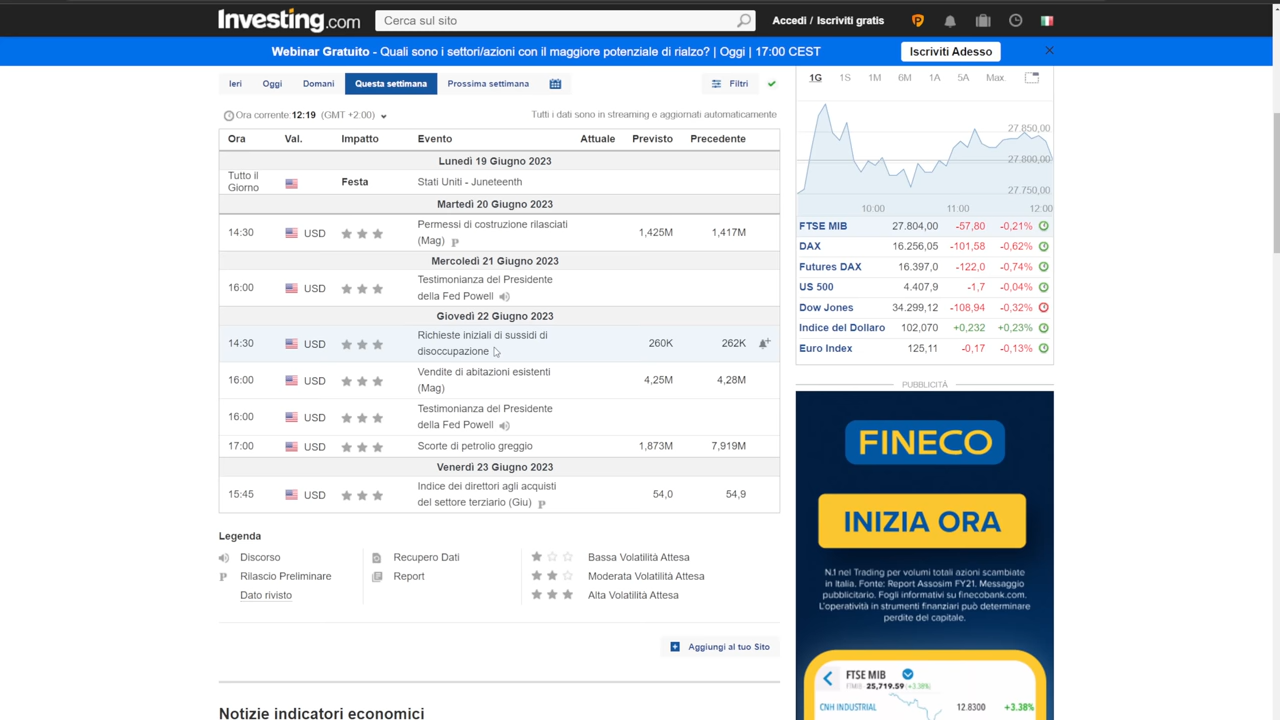 Investing.com
Cerca sul sito
Accedi / Iscriviti gratis
Webinar Gratuito - Quali sono i settori/azioni con il maggiore potenziale di rialzo? | Oggi | 17:00 CEST
Iscriviti Adesso
Ieri Oggi Domani Questa settimana Prossima settimana Filtri
Ora corrente: 12:19 (GMT +2:00) Tutti i dati sono in streaming e aggiornati automaticamente
Ora Val. Impatto Evento Attuale Previsto Precedente
Lunedì 19 Giugno 2023
Tutto il
Giorno
Festa Stati Uniti - Juneteenth
Martedì 20 Giugno 2023
14:30 USD Permessi di costruzione rilasciati
(Mag) P
1,425M 1,417M
Mercoledì 21 Giugno 2023
16:00 USD Testimonianza del Presidente
della Fed Powell
Giovedì 22 Giugno 2023
14:30 USD Richieste iniziali di sussidi di
disoccupazione
260K 262K
16:00 USD Vendite di abitazioni esistenti
(Mag)
4,25M 4,28M
16:00 USD Testimonianza del Presidente
della Fed Powell
17:00 USD Scorte di petrolio greggio 1,873M 7,919M
Venerdì 23 Giugno 2023
15:45 USD Indice dei direttori agli acquisti
del settore terziario (Giu) P
54,0 54,9
Legenda
Discorso
P Rilascio Preliminare
Dato rivisto
Recupero Dati
Report
Bassa Volatilità Attesa
Moderata Volatilità Attesa
Alta Volatilità Attesa
Aggiungi al tuo Sito
Notizie indicatori economici
1G 1S 1M 6M 1A 5A Max.
27.850,00
27.800,00
27.750,00
10:00 11:00 12:00
FTSE MIB 27.804,00 -57,80 -0,21%
DAX 16.256,05 -101,58 -0,62%
Futures DAX 16.397,0 -122,0 -0,74%
US 500 4.407,9 -1,7 -0,04%
Dow Jones 34.299,12 -108,94 -0,32%
Indice del Dollaro 102,070 +0,232 +0,23%
Euro Index 125,11 -0,17 -0,13%
PUBBLICITÀ
FINECO
INIZIA ORA
N.1 nel Trading per volumi totali azioni scambiate
in Italia. Fonte: Report Assosim FY21. Messaggio
pubblicitario. Fogli informativi su finecobank.com.
L'operatività in strumenti finanziari può determinare
perdite del capitale.
FTSE MIB
25,719.59 (+3.38%)
CNH INDUSTRIAL 12.8300 +3.38%